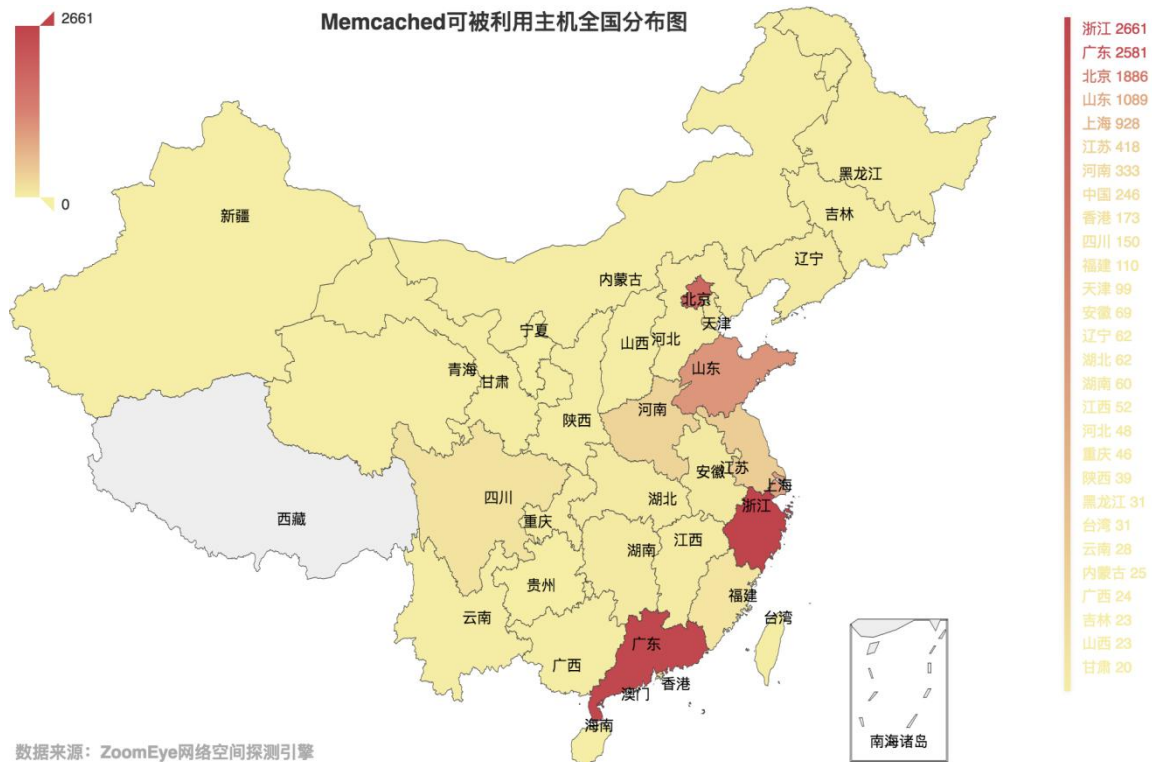 Memcached可被利用主机全国分布图
2661
0
新疆
黑龙江
吉林
辽宁
内蒙古
北京
天津
宁夏
山西
河北
青海
甘肃
山东
陕西
河南
安徽
江苏
上海
四川
湖北
浙江
西藏
重庆
湖南
江西
贵州
福建
云南
台湾
广东
广西
香港
澳门
海南
南海诸岛
浙江 2661
广东 2581
北京 1886
山东 1089
上海 928
江苏 418
河南 333
中国 246
香港 173
四川 150
福建 110
天津 99
安徽 69
辽宁 62
湖北 62
湖南 60
江西 52
河北 48
重庆 46
陕西 39
黑龙江 31
台湾 31
云南 28
内蒙古 25
广西 24
吉林 23
山西 23
甘肃 20
数据来源：ZoomEye网络空间探测引擎